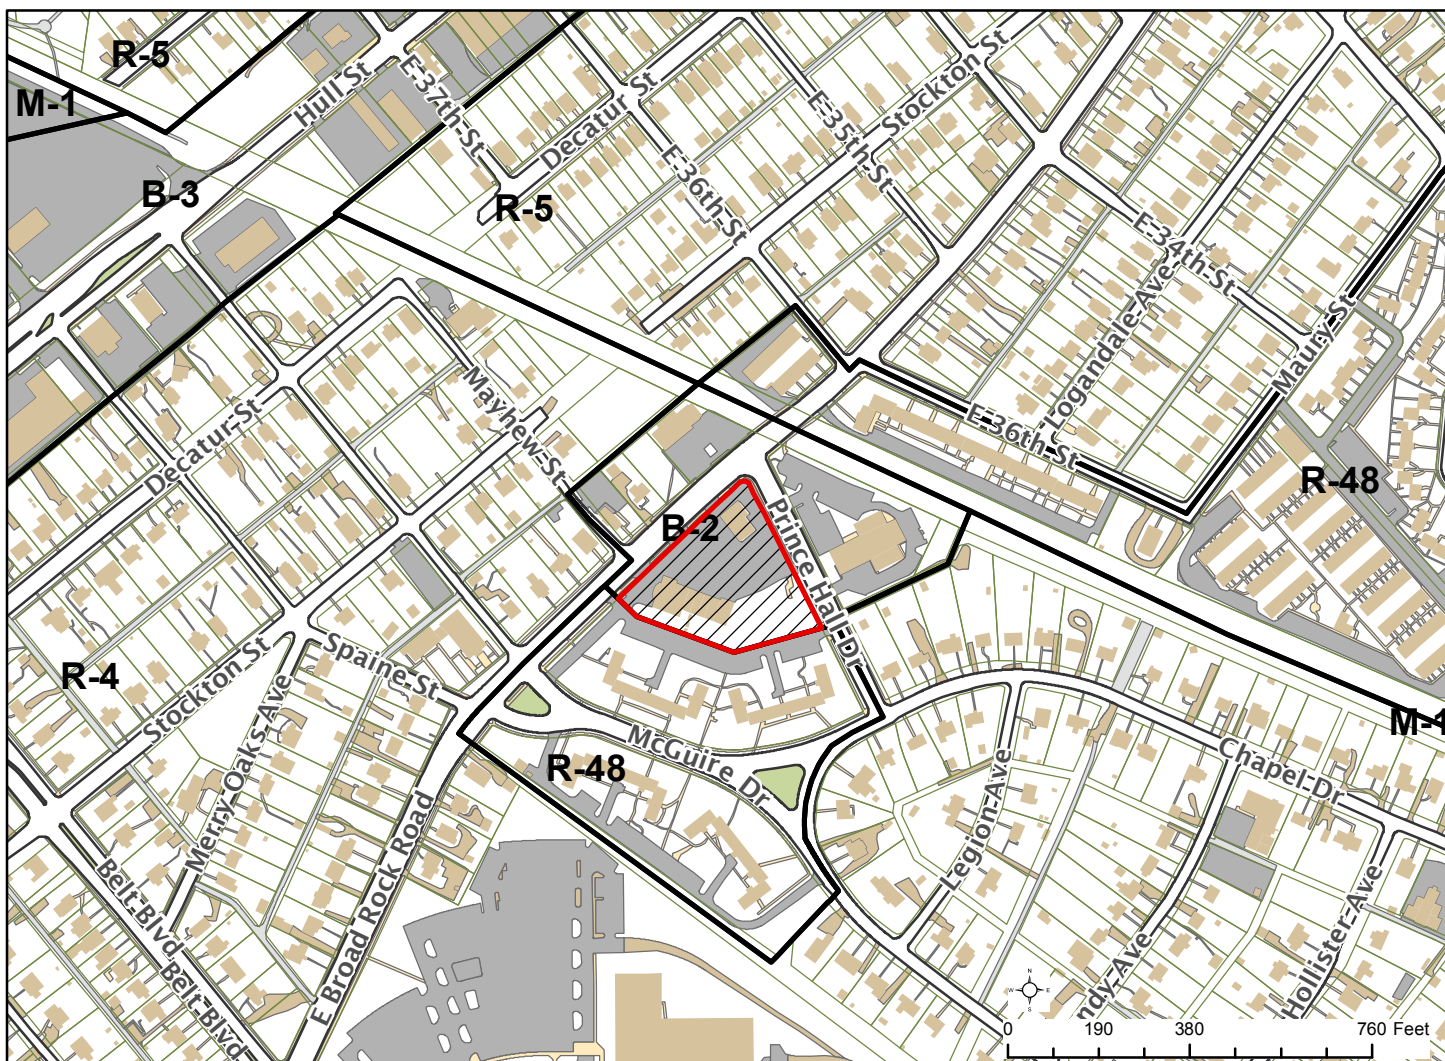 R-5
M-1
Hull St
E 37th St
Decatur St
Stockton St
E 35th St
E 36th St
B-3
R-5
E 34th St
Logandale Ave
Maury St
E 36th St
Mayhew St
Decatur St
R-48
B-2
Prince Hall Dr
R-4
Stockton St
Spaine St
Merry Oaks Ave
M-1
McGuire Dr
R-48
Chapel Dr
Legion Ave
E Broad Rock Road
Belt Blvd
Belt Blvd
Hollister Ave
ndy Ave
N
W E
S
0 190 380 760 Feet